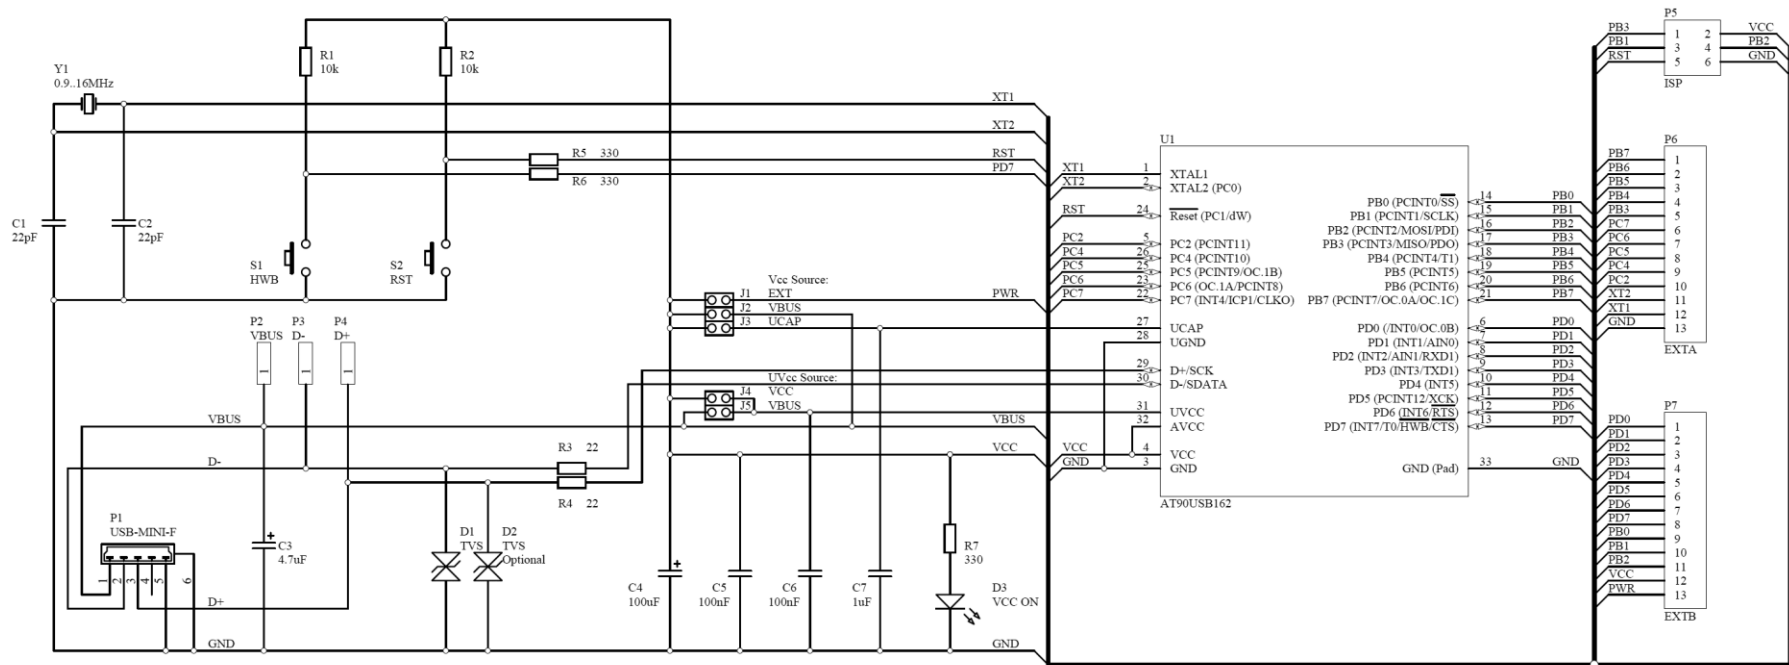 Y1
0.9..16MHz
R1
10k
R2
10k
XT1
XT2
R5 330
RST
R6 330
PD7
C1
22pF
C2
22pF
S1
HWB
S2
RST
Vcc Source:
J1 EXT
PWR
J2 VBUS
J3 UCAP
P2
VBUS
1
P3
D-
1
P4
D+
1
UVcc Source:
J4 VCC
J5 VBUS
VBUS
VBUS
D-
R3 22
R4 22
VCC
P1
USB-MINI-F
1 2 3 4 5 6
C3
4.7uF
+
D1
TVS
D2
TVS
Optional
D+
GND
+
C4
100uF
C5
100nF
C6
100nF
C7
1uF
R7
330
D3
VCC ON
GND
U1
XT1 1 XTAL1
XT2 2 XTAL2 (PC0)
RST 24 Reset (PC1/dW)
PC2 5 PC2 (PCINT11)
PC4 26 PC4 (PCINT10)
PC5 25 PC5 (PCINT9/OC.1B)
PC6 23 PC6 (OC.1A/PCINT8)
PC7 22 PC7 (INT4/ICP1/CLKO)
27 UCAP
28 UGND
29 D+/SCK
30 D-/SDATA
31 UVCC
32 AVCC
VCC 4 VCC
GND 3 GND
PB0 (PCINT0/SS) 14 PB0
PB1 (PCINT1/SCLK) 15 PB1
PB2 (PCINT2/MOSI/PDI) 16 PB2
PB3 (PCINT3/MISO/PDO) 17 PB3
PB4 (PCINT4/T1) 18 PB4
PB5 (PCINT5) 19 PB5
PB6 (PCINT6) 20 PB6
PB7 (PCINT7/OC.0A/OC.1C) 21 PB7
PD0 (/INT0/OC.0B) 6 PD0
PD1 (INT1/AIN0) 7 PD1
PD2 (INT2/AIN1/RXD1) 8 PD2
PD3 (INT3/TXD1) 9 PD3
PD4 (INT5) 10 PD4
PD5 (PCINT12/XCK) 11 PD5
PD6 (INT6/RTS) 12 PD6
PD7 (INT7/T0/HWB/CTS) 13 PD7
GND (Pad) 33 GND
AT90USB162
P5
PB3 1 2 VCC
PB1 3 4 PB2
RST 5 6 GND
ISP
P6
PB7 1
PB6 2
PB5 3
PB4 4
PB3 5
PC7 6
PC6 7
PC5 8
PC4 9
PC2 10
XT2 11
XT1 12
GND 13
EXTA
P7
PD0 1
PD1 2
PD2 3
PD3 4
PD4 5
PD5 6
PD6 7
PD7 8
PB0 9
PB1 10
PB2 11
VCC 12
PWR 13
EXTB